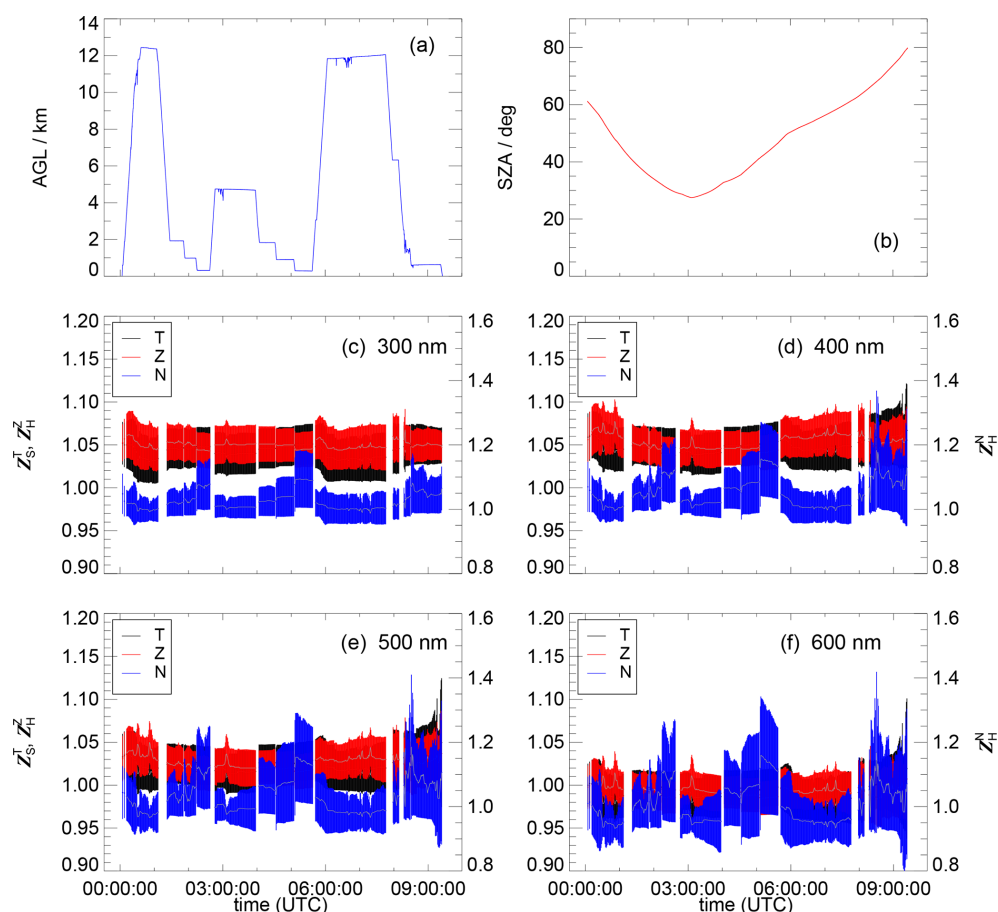 14
12
10
8
6
4
2
0
AGL / km
(a)
80
60
40
20
0
SZA / deg
(b)
1.20
1.15
1.10
1.05
1.00
0.95
0.90
Z_S^T, Z_H^Z
T
Z
N
(c) 300 nm
1.6
1.4
1.2
1.0
0.8
1.20
1.15
1.10
1.05
1.00
0.95
0.90
T
Z
N
(d) 400 nm
1.6
1.4
1.2
1.0
0.8
Z_H^N
1.20
1.15
1.10
1.05
1.00
0.95
0.90
Z_S^T, Z_H^Z
T
Z
N
(e) 500 nm
1.6
1.4
1.2
1.0
0.8
00:00:00 03:00:00 06:00:00 09:00:00
time (UTC)
1.20
1.15
1.10
1.05
1.00
0.95
0.90
T
Z
N
(f) 600 nm
1.6
1.4
1.2
1.0
0.8
Z_H^N
00:00:00 03:00:00 06:00:00 09:00:00
time (UTC)